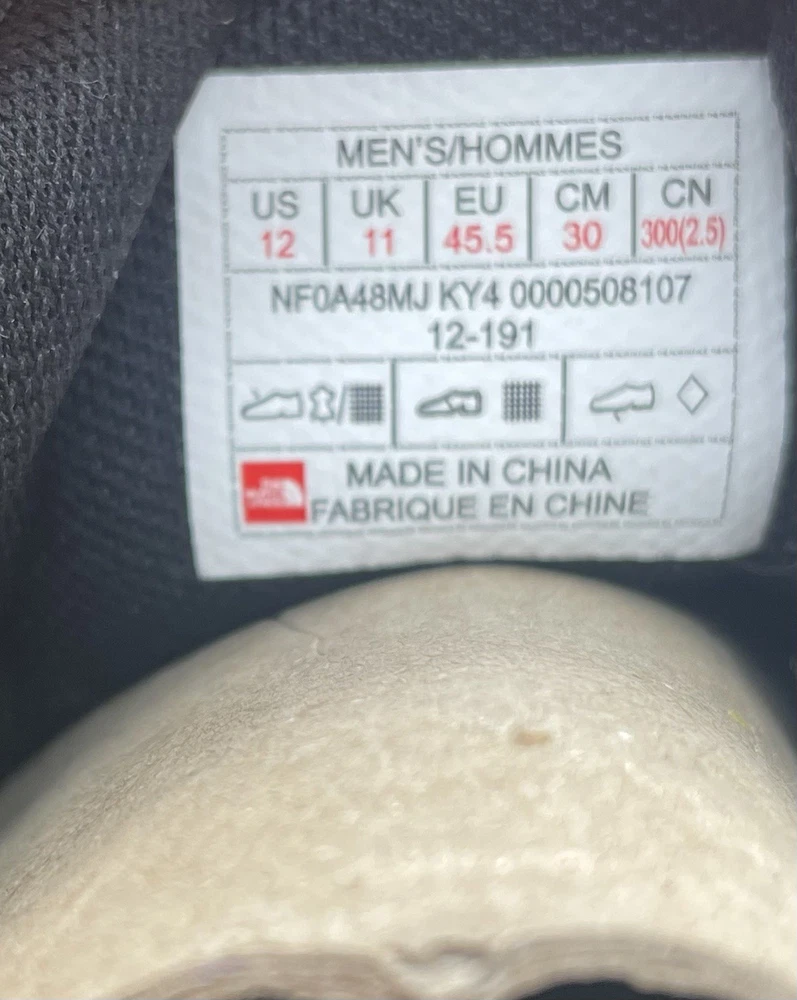 MEN'S/HOMMES
US UK EU CM CN
12 11 45.5 30 300(2.5)
NF0A48MJ KY4 0000508107
12-191
MADE IN CHINA
FABRIQUE EN CHINE